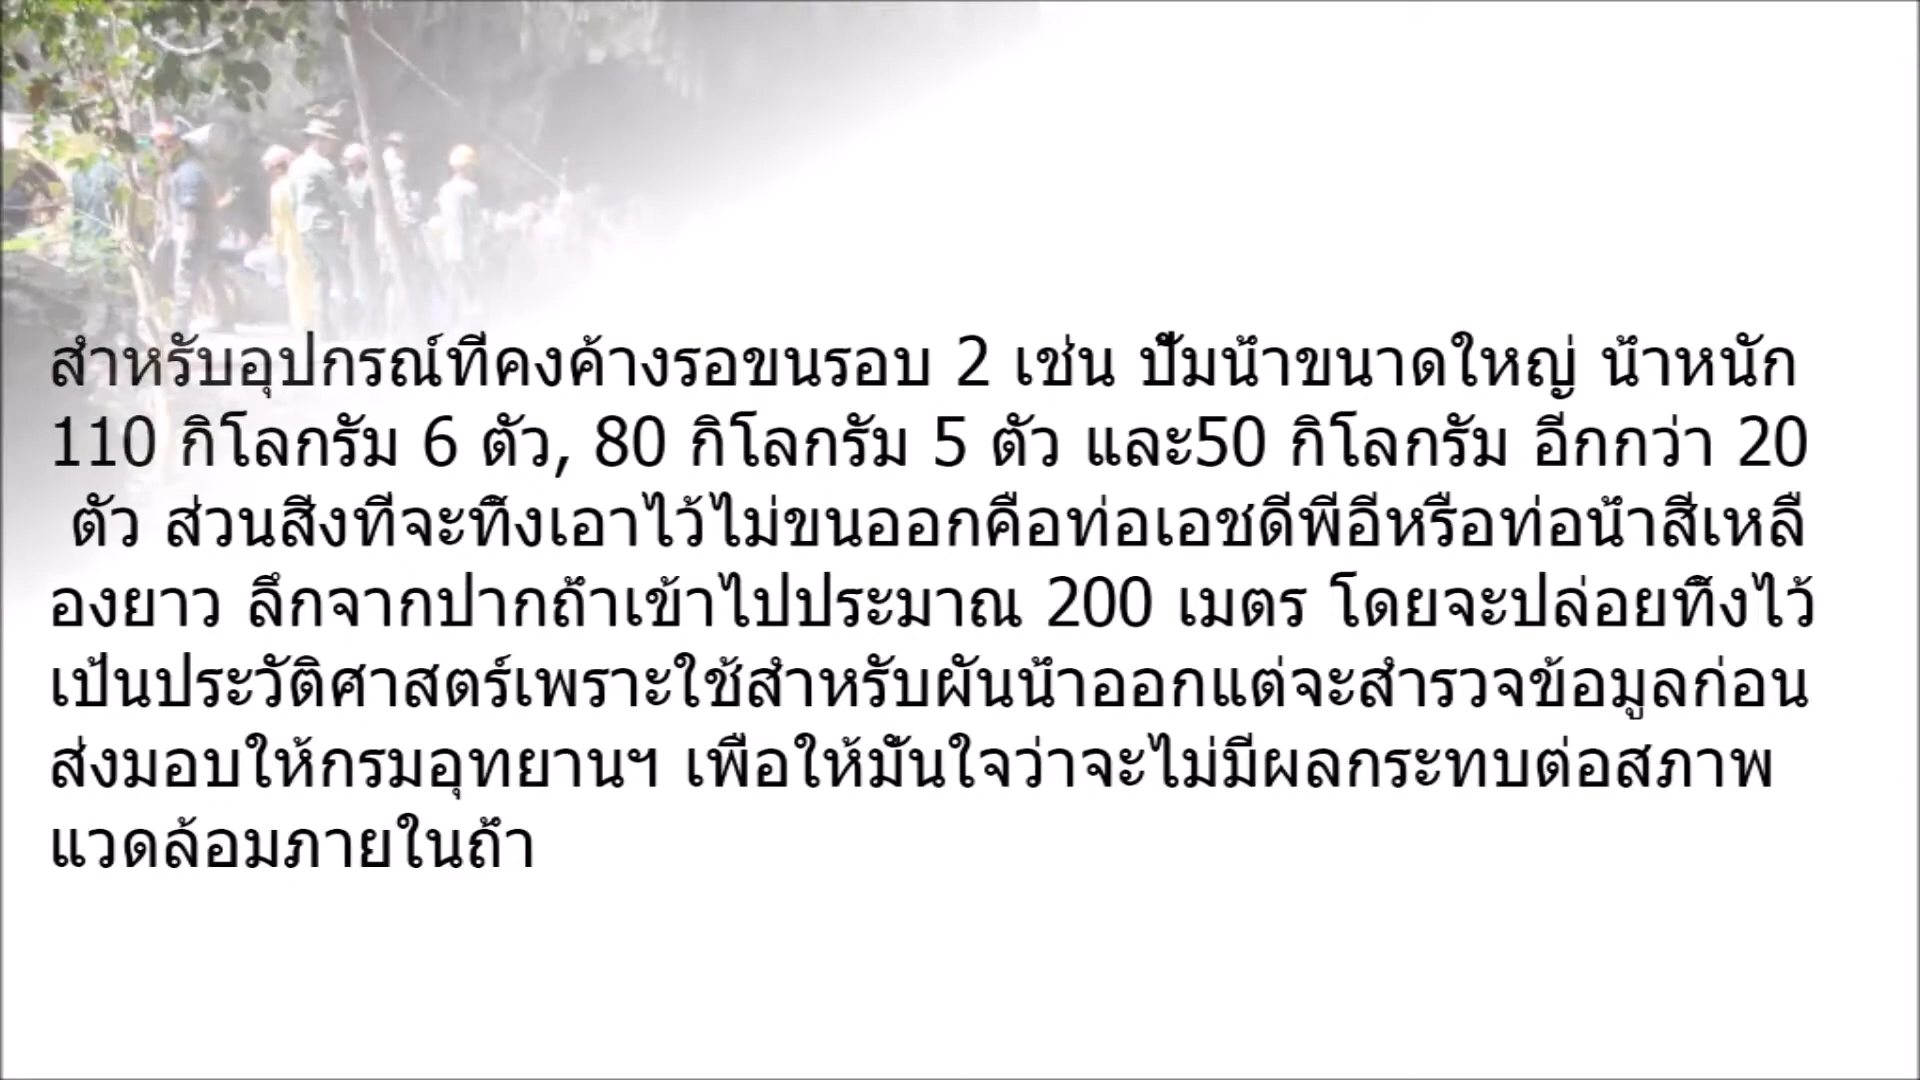 สำหรับอุปกรณ์ที่คงค้างรอขนรอบ 2 เช่น ปั๊มน้ำขนาดใหญ่ น้ำหนัก
110 กิโลกรัม 6 ตัว, 80 กิโลกรัม 5 ตัว และ50 กิโลกรัม อีกกว่า 20
ตัว ส่วนสิ่งที่จะทิ้งเอาไว้ไม่ขนออกคือท่อเอชดีพีอีหรือท่อน้ำสีเหลื
องยาว ลึกจากปากถ้ำเข้าไปประมาณ 200 เมตร โดยจะปล่อยทิ้งไว้
เป็นประวัติศาสตร์เพราะใช้สำหรับผันน้ำออกแต่จะสำรวจข้อมูลก่อน
ส่งมอบให้กรมอุทยานฯ เพื่อให้มั่นใจว่าจะไม่มีผลกระทบต่อสภาพ
แวดล้อมภายในถ้ำ